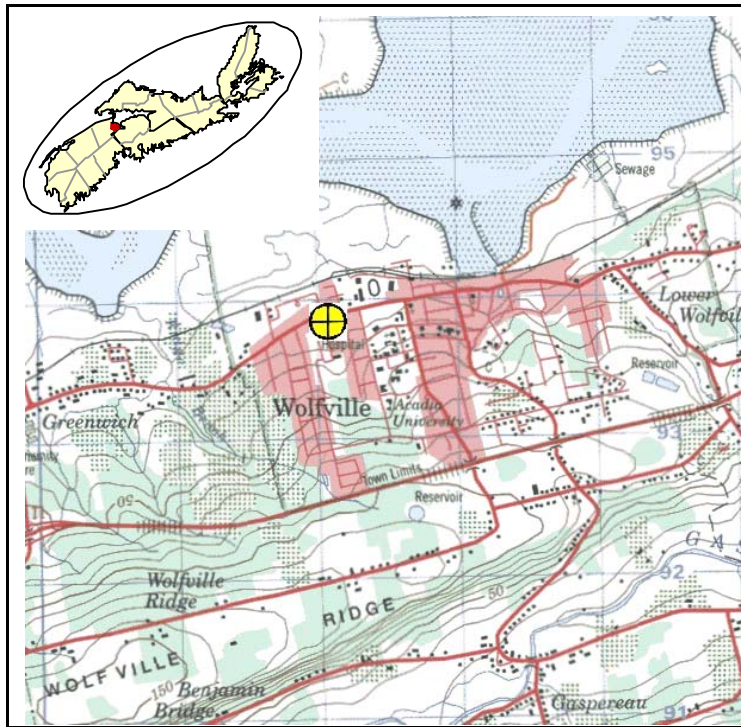 95
Sewage
Lower
Wolfvil
0
Hospital
Reservoir
Wolfville
Acadia
University
Greenwich
93
Town Limits
50
Reservoir
92
Wolfville
Ridge
RIDGE
50
WOLFVILLE
150
Benjamin
Bridge
Gaspereau
91